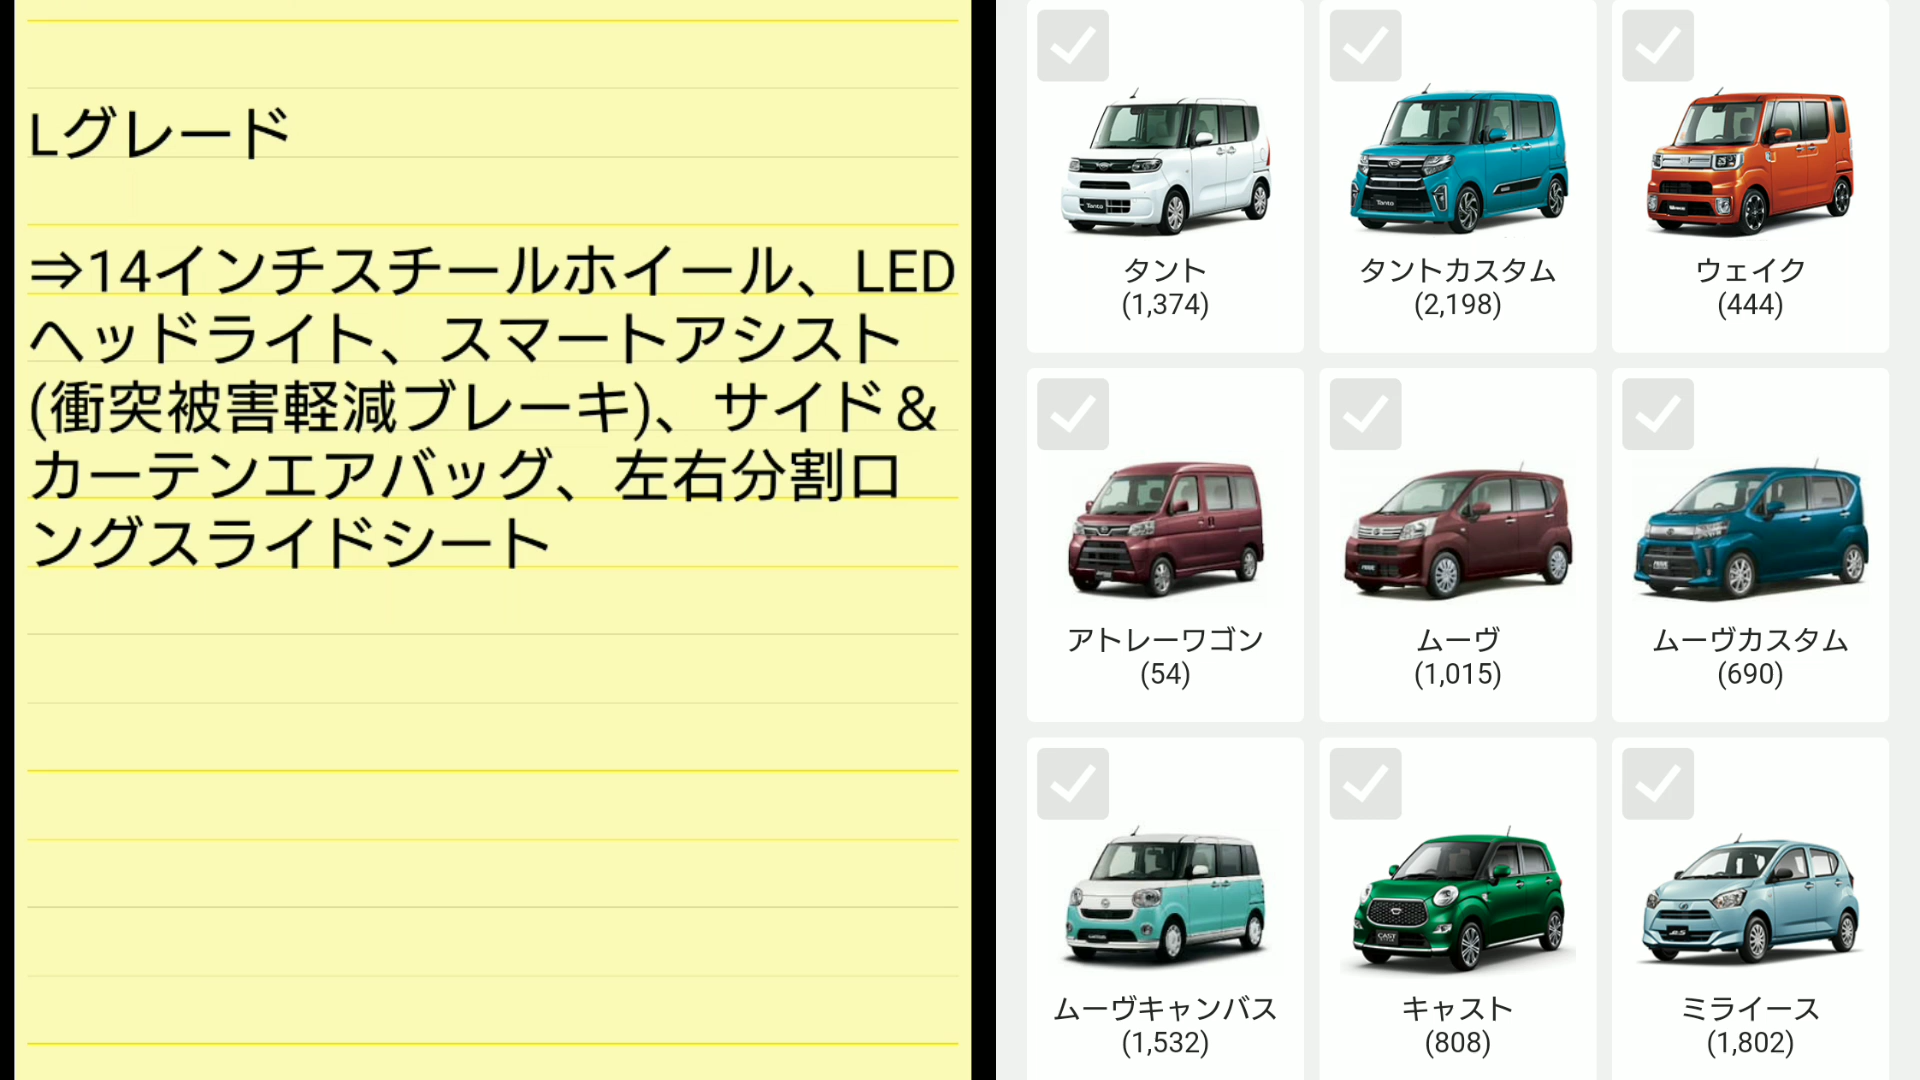 Lグレード
⇒14インチスチールホイール、LED
ヘッドライト、スマートアシスト
(衝突被害軽減ブレーキ)、サイド＆
カーテンエアバッグ、左右分割ロ
ングスライドシート
タント
(1,374)
タントカスタム
(2,198)
ウェイク
(444)
アトレーワゴン
(54)
ムーヴ
(1,015)
ムーヴカスタム
(690)
ムーヴキャンバス
(1,532)
キャスト
(808)
ミライース
(1,802)
Tanto
Tanto
CAST